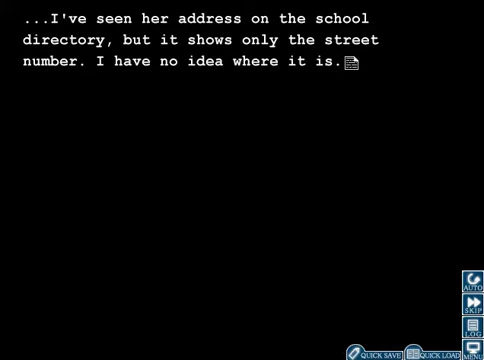 ...I've seen her address on the school
directory, but it shows only the street
number. I have no idea where it is.
AUTO
SKIP
LOG
QUICK SAVE
QUICK LOAD
MENU